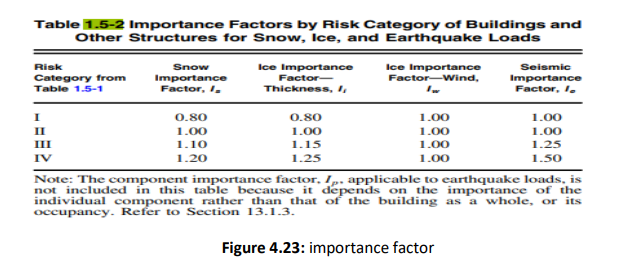 Table 1.5-2 Importance Factors by Risk Category of Buildings and
Other Structures for Snow, Ice, and Earthquake Loads
Risk Category from Table 1.5-1 Snow Importance Factor, Iₛ Ice Importance Factor—Thickness, Iᵢ Ice Importance Factor—Wind, I_w Seismic Importance Factor, Iₑ
I 0.80 0.80 1.00 1.00
II 1.00 1.00 1.00 1.00
III 1.10 1.15 1.00 1.25
IV 1.20 1.25 1.00 1.50
Note: The component importance factor, Iₚ, applicable to earthquake loads, is
not included in this table because it depends on the importance of the
individual component rather than that of the building as a whole, or its
occupancy. Refer to Section 13.1.3.
Figure 4.23: importance factor